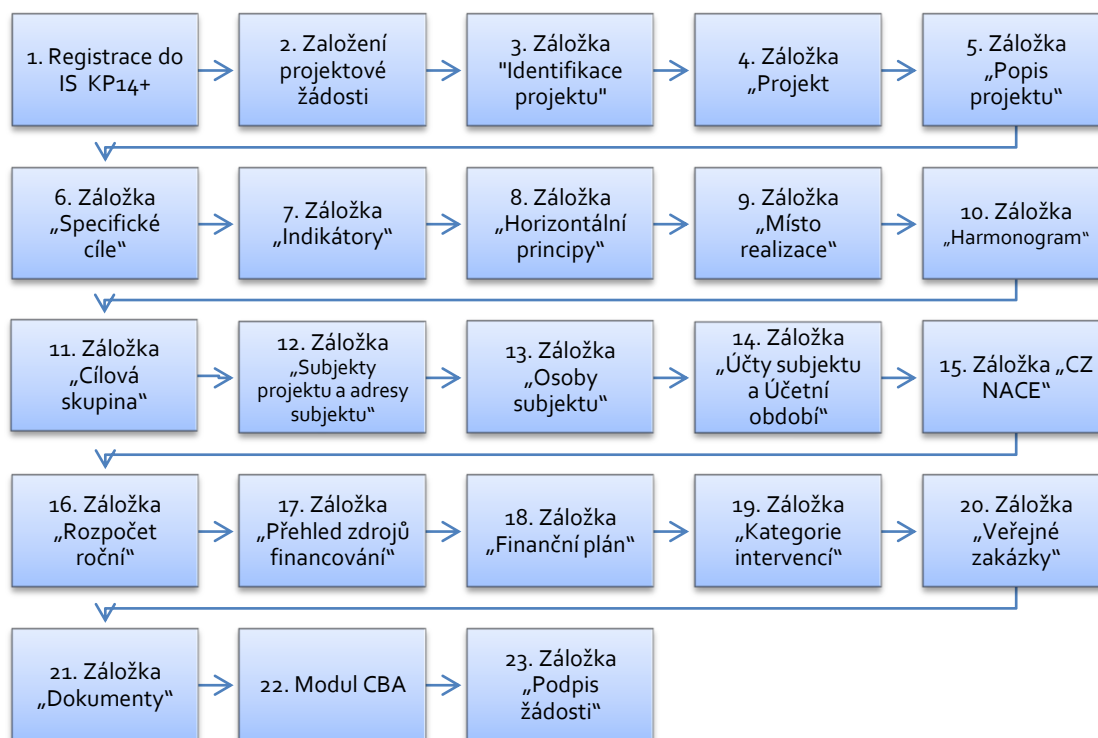 1. Registrace do
IS KP14+
2. Založení
projektové
žádosti
3. Záložka
"Identifikace
projektu"
4. Záložka
„Projekt
5. Záložka
„Popis
projektu“
6. Záložka
„Specifické
cíle“
7. Záložka
„Indikátory“
8. Záložka
„Horizontální
principy“
9. Záložka
„Místo
realizace“
10. Záložka
„Harmonogram“
11. Záložka
„Cílová
skupina“
12. Záložka
„Subjekty
projektu a adresy
subjektu“
13. Záložka
„Osoby
subjektu“
14. Záložka
„Účty subjektu
a Účetní
období“
15. Záložka „CZ
NACE“
16. Záložka
„Rozpočet
roční“
17. Záložka
„Přehled zdrojů
financování“
18. Záložka
„Finanční plán“
19. Záložka
„Kategorie
intervencí“
20. Záložka
„Veřejné
zakázky“
21. Záložka
„Dokumenty“
22. Modul CBA
23. Záložka
„Podpis
žádosti“